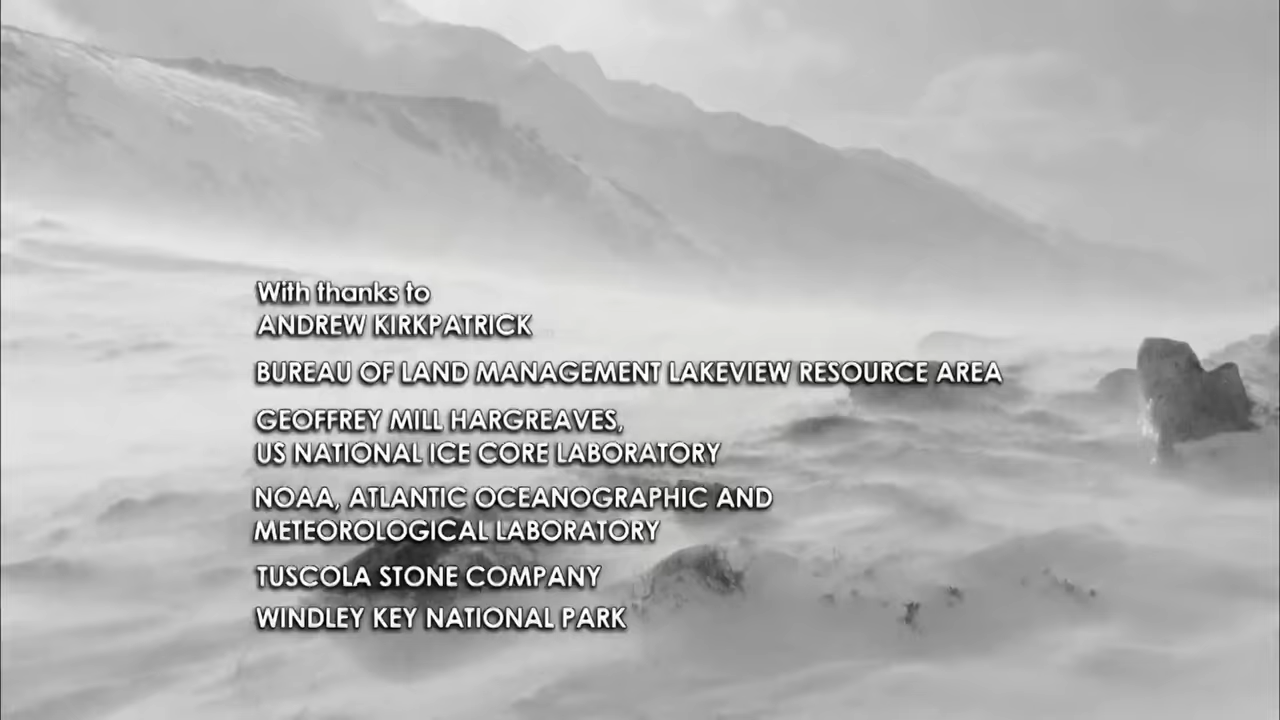 With thanks to
ANDREW KIRKPATRICK
BUREAU OF LAND MANAGEMENT LAKEVIEW RESOURCE AREA
GEOFFREY MILL HARGREAVES,
US NATIONAL ICE CORE LABORATORY
NOAA, ATLANTIC OCEANOGRAPHIC AND
METEOROLOGICAL LABORATORY
TUSCOLA STONE COMPANY
WINDLEY KEY NATIONAL PARK